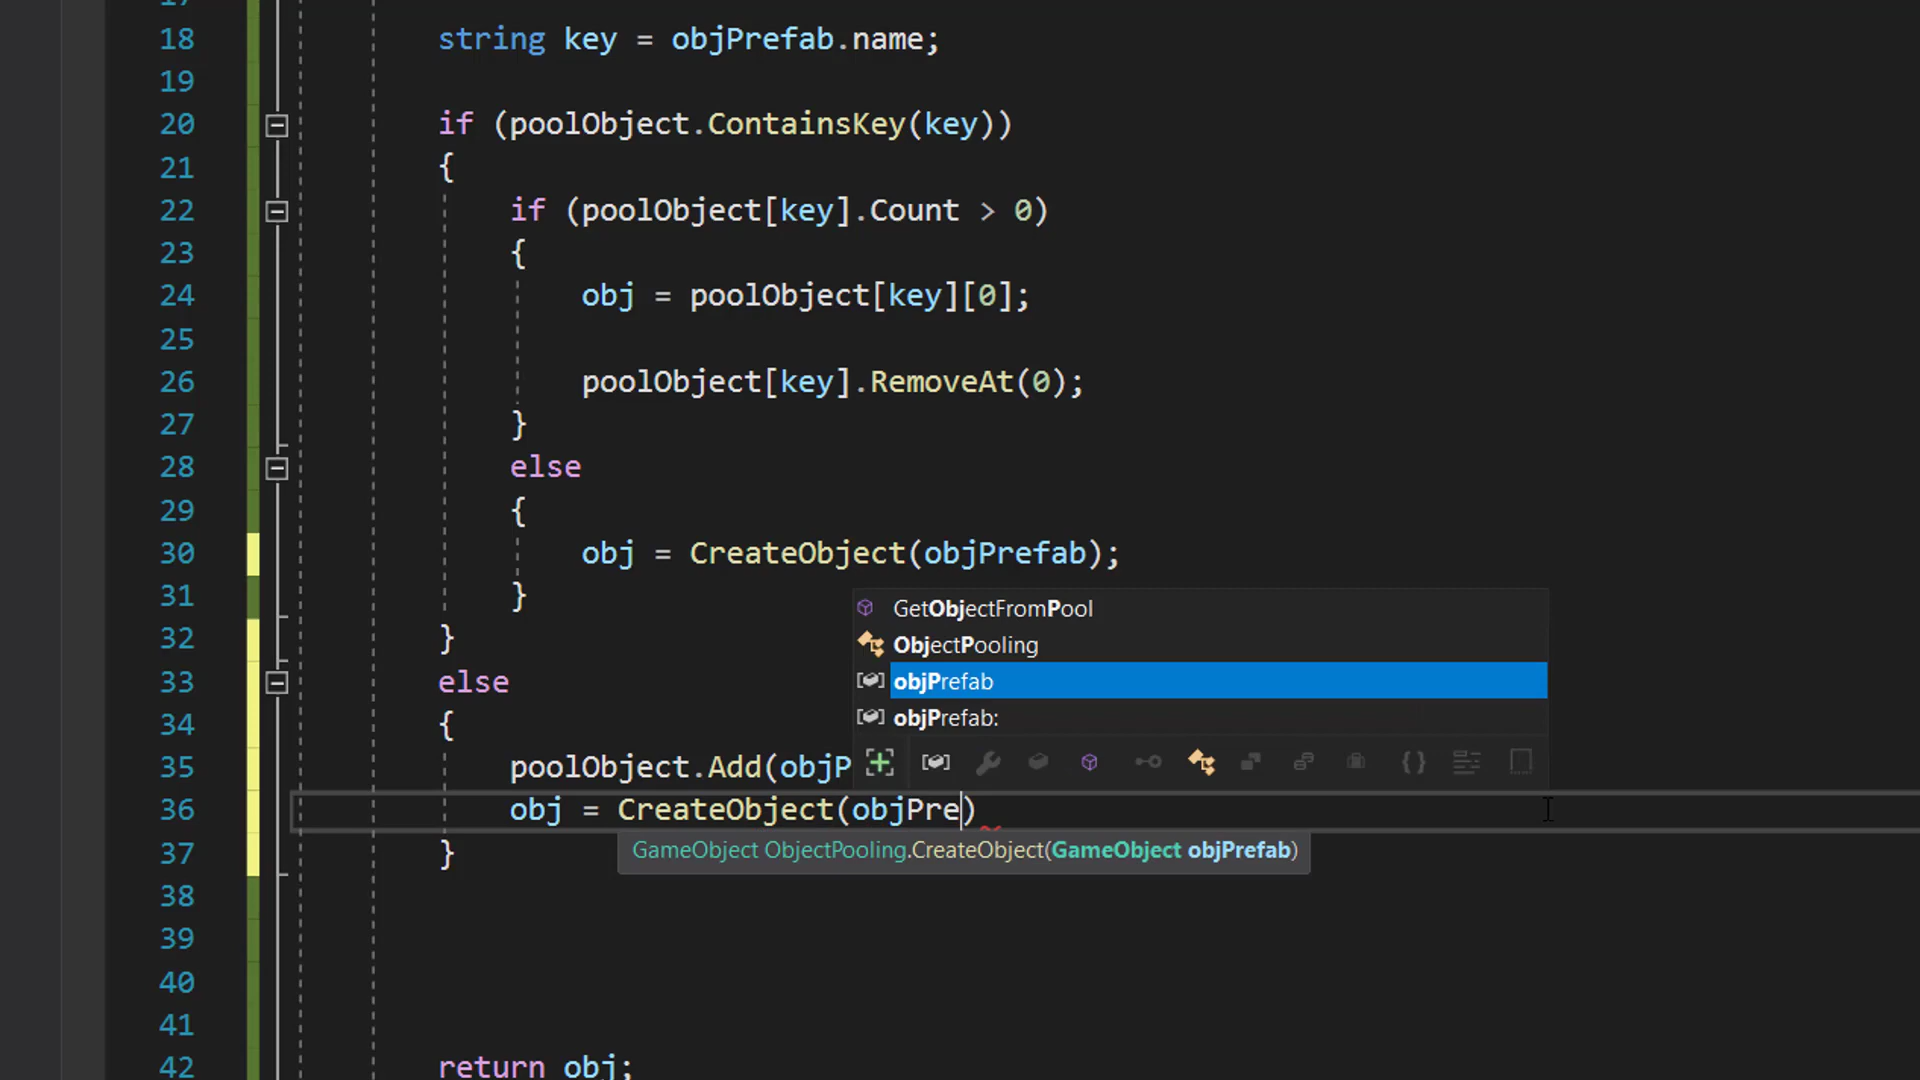 17
18 string key = objPrefab.name;
19
20 if (poolObject.ContainsKey(key))
21 {
22 if (poolObject[key].Count > 0)
23 {
24 obj = poolObject[key][0];
25
26 poolObject[key].RemoveAt(0);
27 }
28 else
29 {
30 obj = CreateObject(objPrefab);
31 }
GetObjectFromPool
32 }
ObjectPooling
33 else
objPrefab
34 {
objPrefab:
35 poolObject.Add(objP
36 obj = CreateObject(objPre)
37 }
GameObject ObjectPooling.CreateObject(GameObject objPrefab)
38
39
40
41
42 return obj;